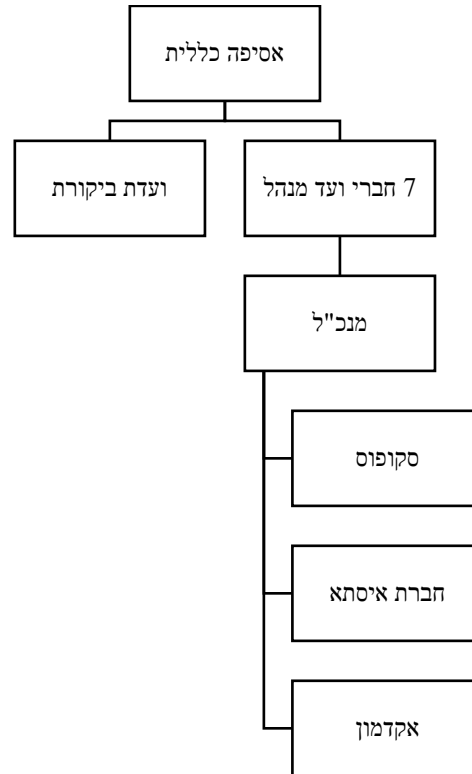 אסיפה כללית
7 חברי ועד מנהל
ועדת ביקורת
מנכ"ל
סקופוס
חברת איסתא
אקדמון